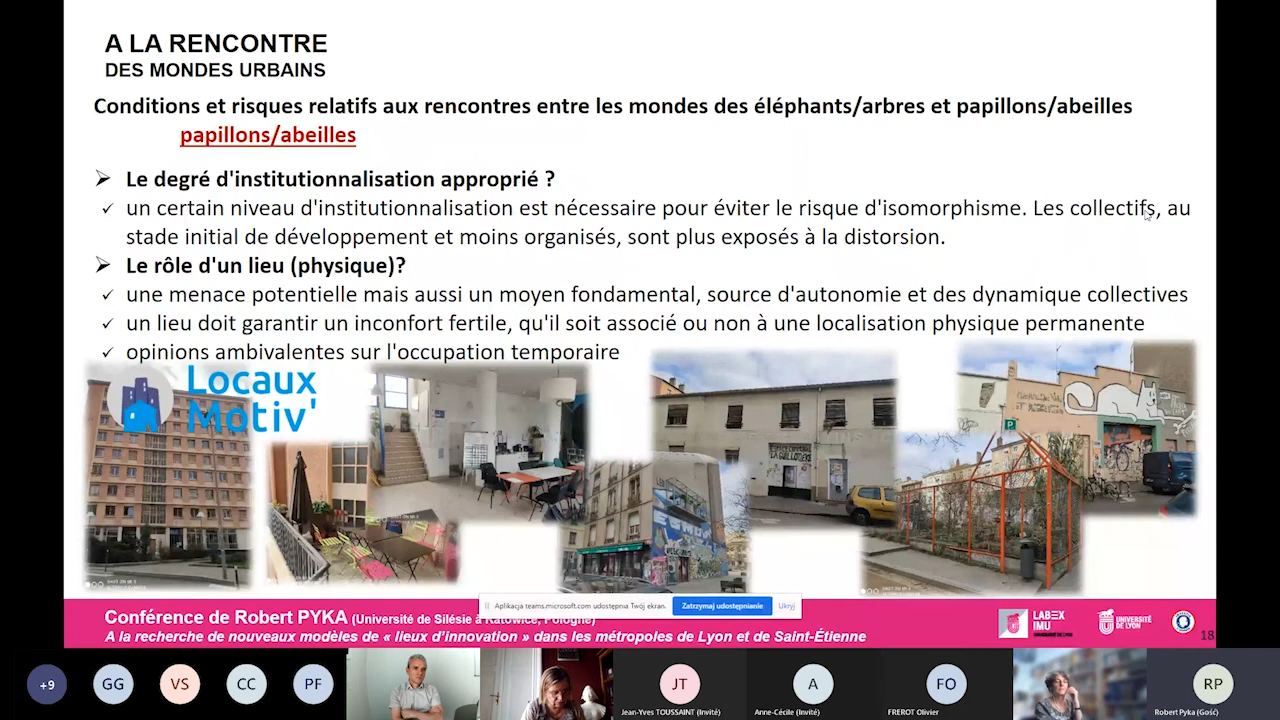 A LA RENCONTRE
DES MONDES URBAINS
Conditions et risques relatifs aux rencontres entre les mondes des éléphants/arbres et papillons/abeilles
papillons/abeilles
Le degré d'institutionnalisation approprié ?
un certain niveau d'institutionnalisation est nécessaire pour éviter le risque d'isomorphisme. Les collectifs, au
stade initial de développement et moins organisés, sont plus exposés à la distorsion.
Le rôle d'un lieu (physique)?
une menace potentielle mais aussi un moyen fondamental, source d'autonomie et des dynamique collectives
un lieu doit garantir un inconfort fertile, qu'il soit associé ou non à une localisation physique permanente
opinions ambivalentes sur l'occupation temporaire
Locaux
Motiv'
LA GUILLOTIÈRE
P
Aplikacja teams.microsoft.com udostępnia Twój ekran.
Zatrzymaj udostępnianie
Ukryj
Conférence de Robert PYKA (Université de Silésie à Katowice, Pologne)
A la recherche de nouveaux modèles de « lieux d'innovation » dans les métropoles de Lyon et de Saint-Étienne
LABEX
IMU
UNIVERSITÉ
DE LYON
18
+9
GG
VS
CC
PF
JT
Jean-Yves TOUSSAINT (Invité)
A
Anne-Cécile (Invité)
FO
FREROT Olivier
RP
Robert Pyka (Gość)